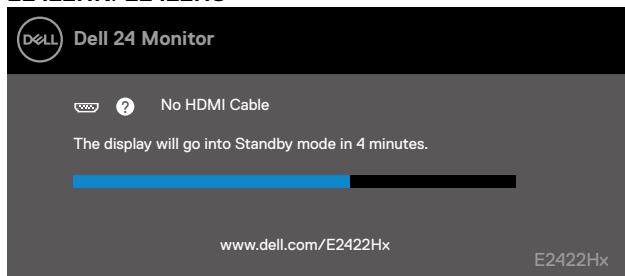 DELL Dell 24 Monitor
? No HDMI Cable
The display will go into Standby mode in 4 minutes.
www.dell.com/E2422Hx
E2422Hx